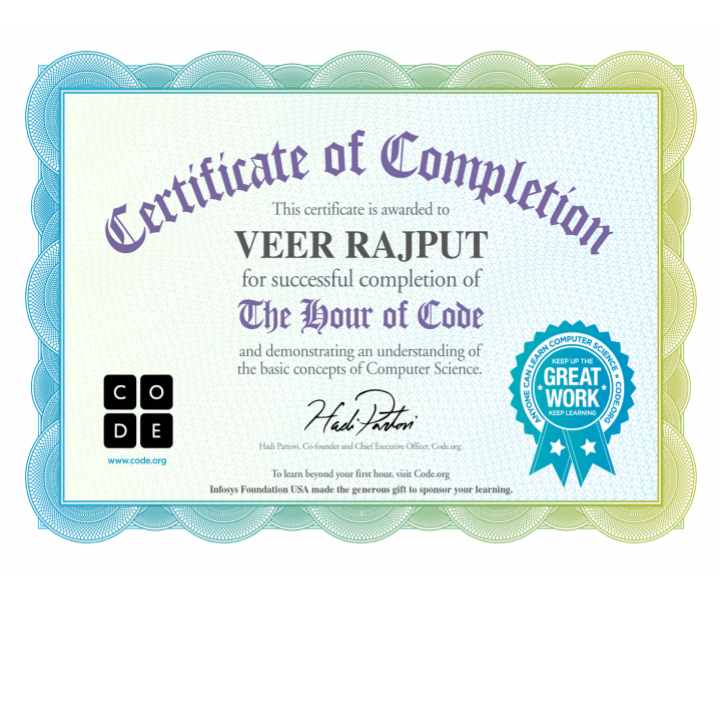 Certificate of Completion
This certificate is awarded to
VEER RAJPUT
for successful completion of
The Hour of Code
and demonstrating an understanding of
the basic concepts of Computer Science.
C O
D E
www.code.org
Hadi Partovi
Hadi Partovi, Co-founder and Chief Executive Officer, Code.org
ANYONE CAN LEARN COMPUTER SCIENCE • CODE.ORG
KEEP UP THE
GREAT
WORK
KEEP LEARNING
To learn beyond your first hour, visit Code.org
Infosys Foundation USA made the generous gift to sponsor your learning.